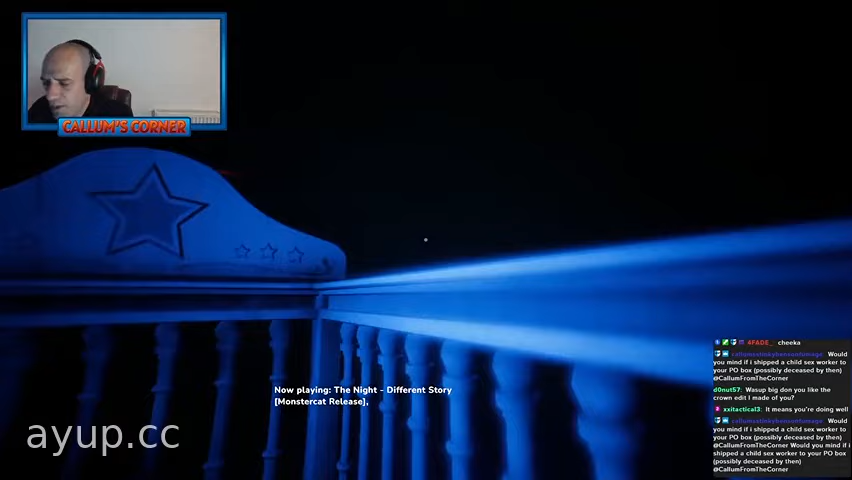 CALLUM'S CORNER
Now playing: The Night - Different Story
[Monstercat Release],
ayup.cc
4FADE_ cheeka
Would
you mind if i shipped a child sex worker to
your PO box (possibly deceased by then)
@CallumFromTheCorner
d0nut57: Wasup big don you like the
crown edit I made of you?
xxitactical3: It means you're doing well
Would
you mind if i shipped a child sex worker to
your PO box (possibly deceased by then)
@CallumFromTheCorner Would you mind if i
shipped a child sex worker to your PO box
(possibly deceased by then)
@CallumFromTheCorner